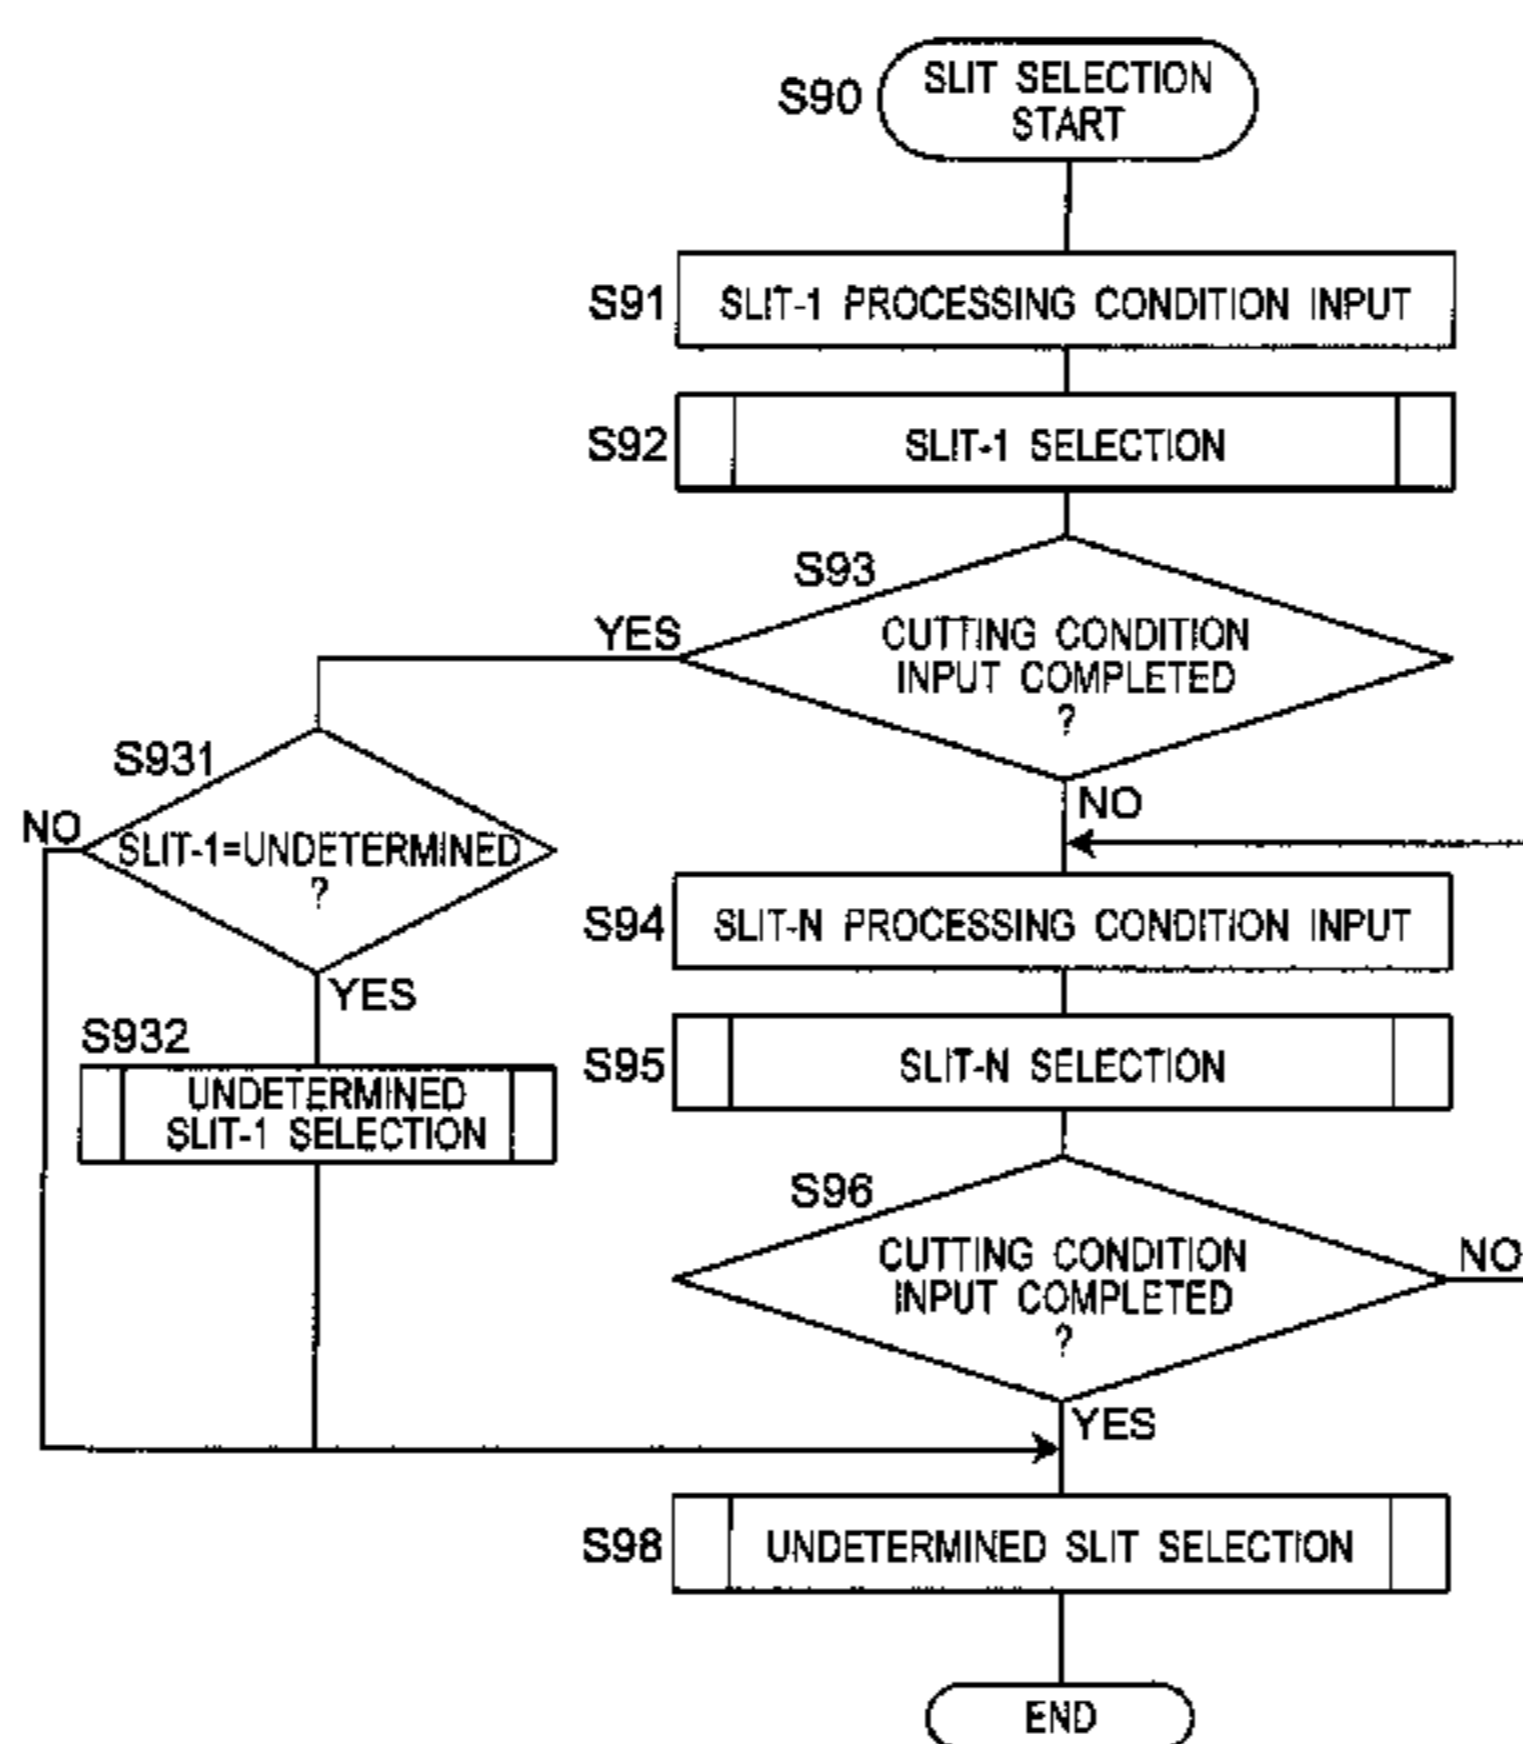 S90
SLIT SELECTION
START
S91
SLIT-1 PROCESSING CONDITION INPUT
S92
SLIT-1 SELECTION
S93
YES
CUTTING CONDITION
INPUT COMPLETED
?
NO
S931
NO
SLIT-1=UNDETERMINED
?
YES
S932
UNDETERMINED
SLIT-1 SELECTION
S94
SLIT-N PROCESSING CONDITION INPUT
S95
SLIT-N SELECTION
S96
CUTTING CONDITION
INPUT COMPLETED
?
NO
YES
S98
UNDETERMINED SLIT SELECTION
END